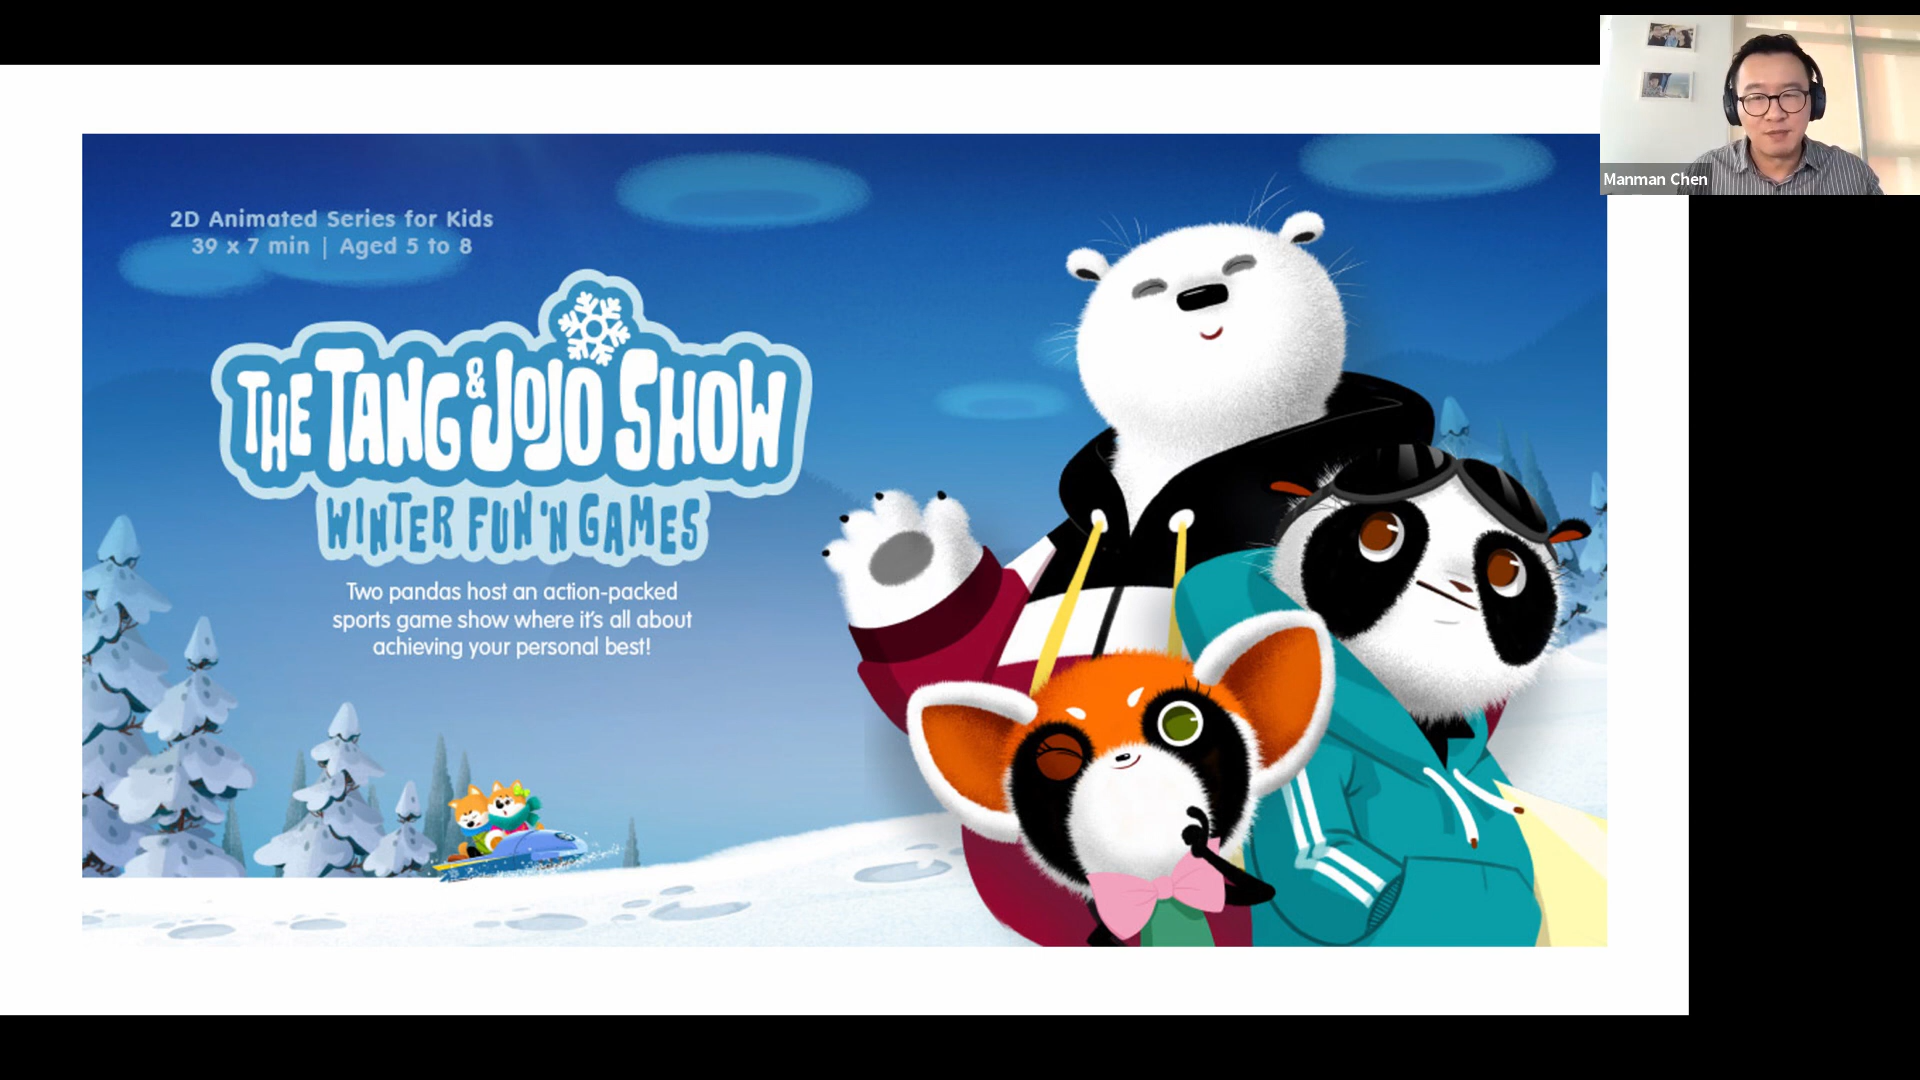 2D Animated Series for Kids
39 x 7 min | Aged 5 to 8
THE TANG & JOJO SHOW
WINTER FUN 'N GAMES
Two pandas host an action-packed
sports game show where it's all about
achieving your personal best!
Manman Chen